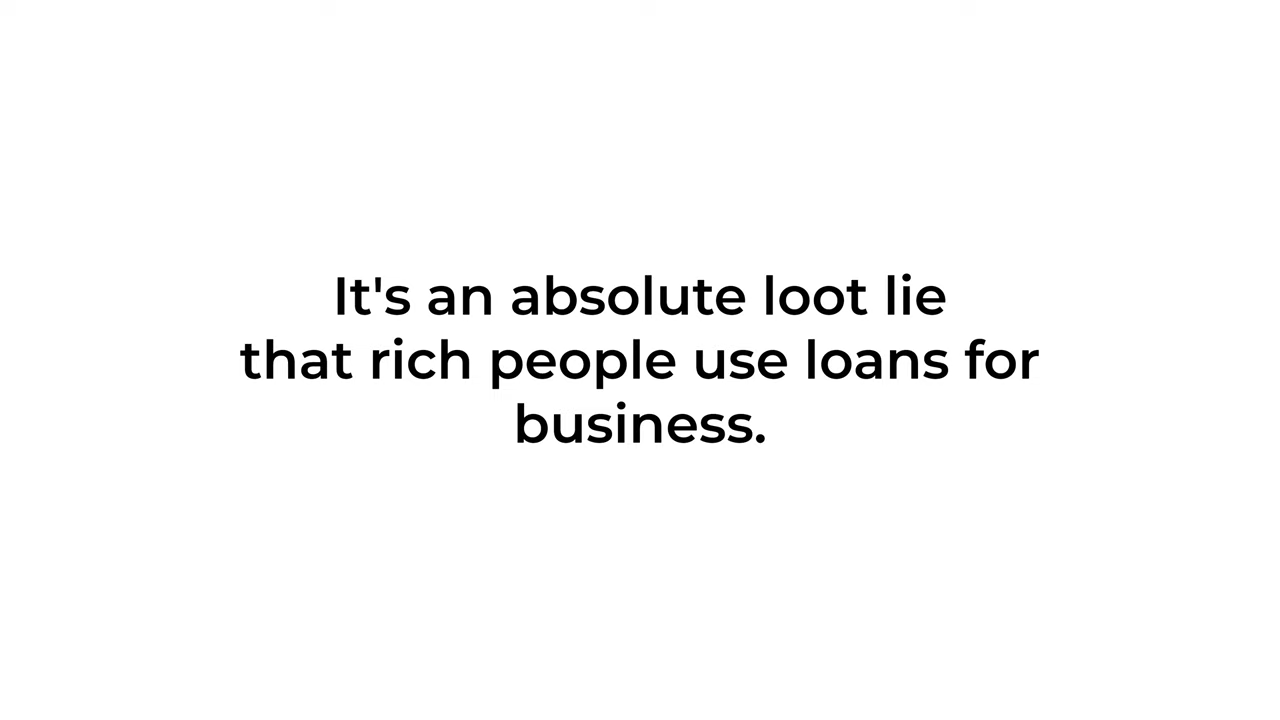 It's an absolute loot lie
that rich people use loans for
business.